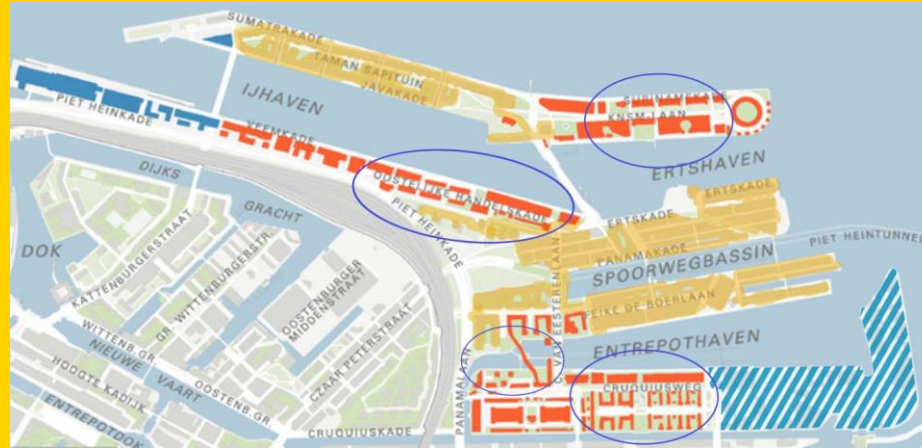 SUMATRAKADE
TAMAN SAPITUIN
JAVAKADE
IJHAVEN
SURINAMEKADE
KNSM-LAAN
PIET HEINKADE
VEEMKADE
ERTSHAVEN
DIJKS
GRACHT
OOSTELIJKE HANDELSKADE
ERTSKADE
PIET HEINKADE
ERTSKADE
DOK
KATTENBURGERSTRAAT
GR. WITTENBURGERSTR.
OOSTENBURGER
MIDDENSTRAAT
PANAMAKADE
PIET HEINTUNNEL
SPOORWEGBASSIN
C. VAN EESTERENLAAN
FEIKE DE BOERLAAN
CZAAR PETERSTRAAT
WITTENB.GR.
NIEUWE
VAART
ENTREPOTHAVEN
HOOGTE KADIJK
OOSTENB.GR.
PANAMALAAN
CRUQUIUSWEG
ENTREPOTDOK
CRUQUIUSKADE